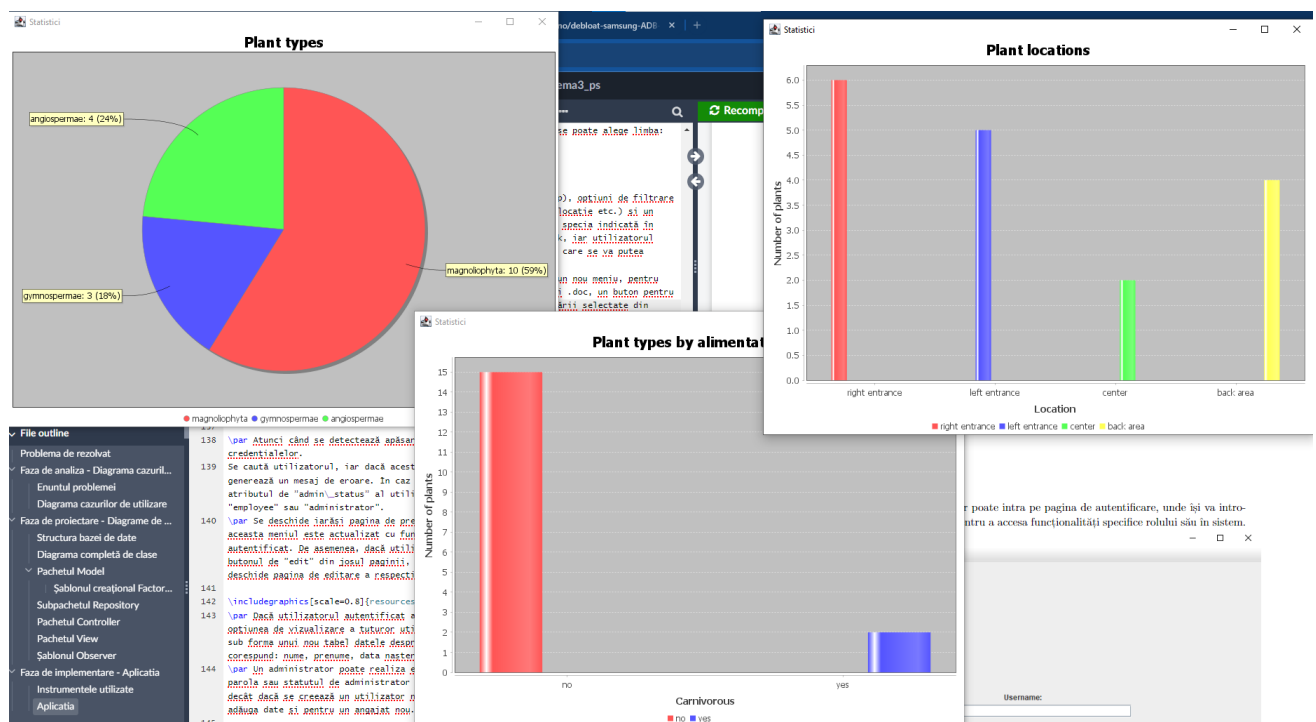 Statistici
Plant types
angiospermae: 4 (24%)
magnoliophyta: 10 (59%)
gymnospermae: 3 (18%)
magnoliophyta gymnospermae angiospermae
no/debloat-samsung-ADB
ema3_ps
Recomp
se poate alege limba:
), opțiuni de filtrare
locatie etc.) și un
specia indicată în
, iar utilizatorul
care se va putea
un nou meniu, pentru
.doc, un buton pentru
ării selectate din
Statistici
Plant locations
Number of plants
6.0
5.5
5.0
4.5
4.0
3.5
3.0
2.5
2.0
1.5
1.0
0.5
0.0
right entrance left entrance center back area
Location
right entrance left entrance center back area
Statistici
Plant types by alimentat
Number of plants
15
14
13
12
11
10
9
8
7
6
5
4
3
2
1
0
no yes
Carnivorous
no yes
File outline
Problema de rezolvat
Faza de analiza - Diagrama cazuril...
Enuntul problemei
Diagrama cazurilor de utilizare
Faza de proiectare - Diagrame de ...
Structura bazei de date
Diagrama completă de clase
Pachetul Model
Șablonul creațional Factor...
Subpachetul Repository
Pachetul Controller
Pachetul View
Șablonul Observer
Faza de implementare - Aplicatia
Instrumentele utilizate
Aplicatia
137
138 \par Atunci când se detectează apăsar
credențialelor.
139 Se caută utilizatorul, iar dacă acest
generează un mesaj de eroare. În caz
atributul de "admin\_status" al utili
"employee" sau "administrator".
140 \par Se deschide iarăși pagina de pre
aceasta meniul este actualizat cu fun
autentificat. De asemenea, dacă utili
butonul de "edit" din josul paginii,
deschide pagina de editare a respecti
141
142 \includegraphics[scale=0.8]{resources
143 \par Dacă utilizatorul autentificat a
opțiunea de vizualizare a tuturor uti
sub forma unui nou tabel datele despr
corespund: nume, prenume, data naster
144 \par Un administrator poate realiza e
parola sau statutul de administrator
decât dacă se creează un utilizator n
adăuga date și pentru un angajat nou.
145
r poate intra pe pagina de autentificare, unde își va intro-
ntru a accesa funcționalități specifice rolului său în sistem.
Username: